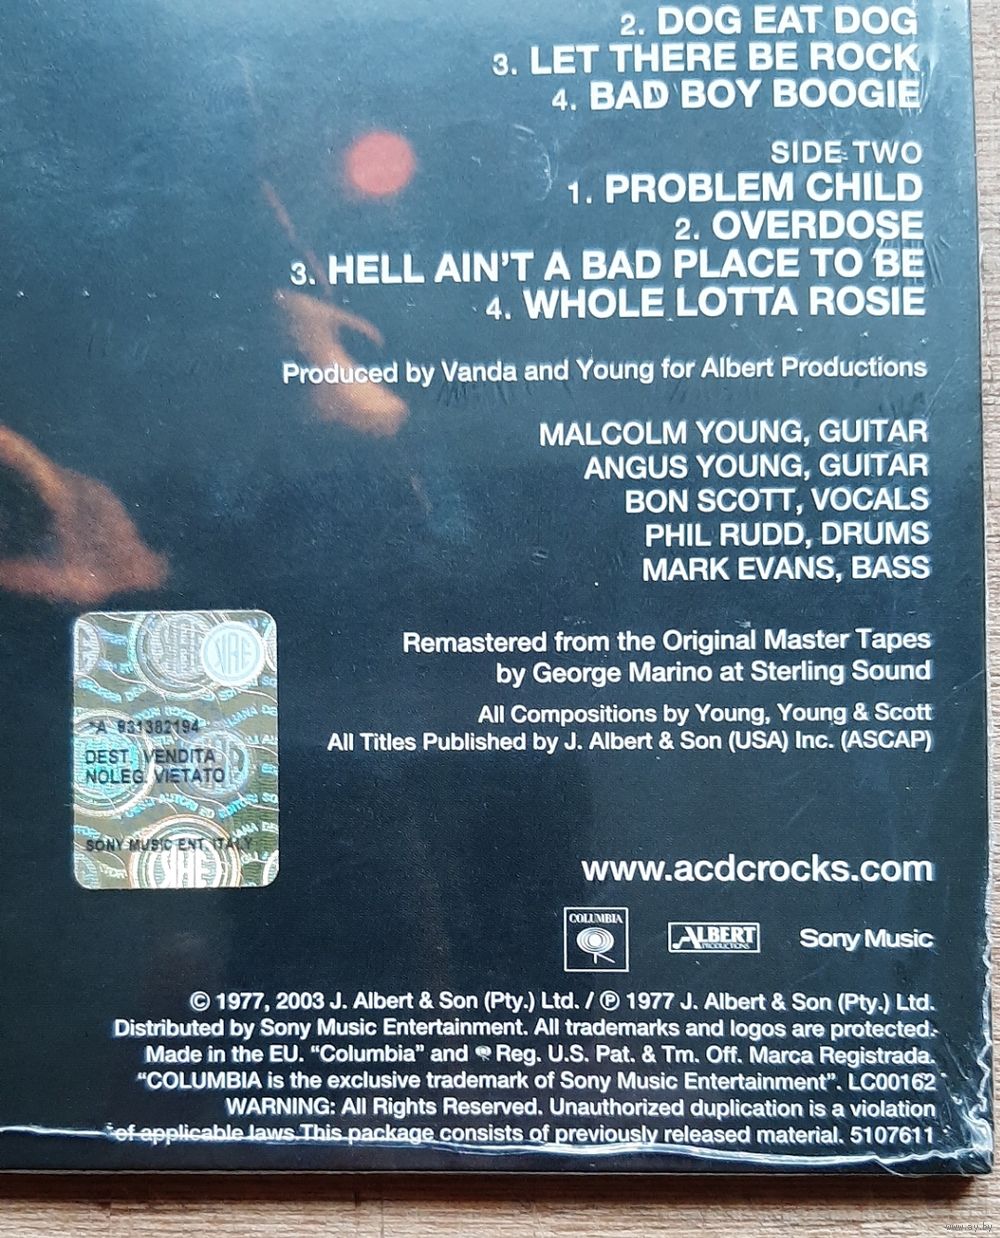 2. DOG EAT DOG
3. LET THERE BE ROCK
4. BAD BOY BOOGIE
SIDE TWO
1. PROBLEM CHILD
2. OVERDOSE
3. HELL AIN'T A BAD PLACE TO BE
4. WHOLE LOTTA ROSIE
Produced by Vanda and Young for Albert Productions
MALCOLM YOUNG, GUITAR
ANGUS YOUNG, GUITAR
BON SCOTT, VOCALS
PHIL RUDD, DRUMS
MARK EVANS, BASS
Remastered from the Original Master Tapes
by George Marino at Sterling Sound
All Compositions by Young, Young & Scott
All Titles Published by J. Albert & Son (USA) Inc. (ASCAP)
SIAE
*A 931382194
DEST. VENDITA
NOLEG. VIETATO
SONY MUSIC ENT. ITALY
www.acdcrocks.com
COLUMBIA
ALBERT
PRODUCTIONS
Sony Music
© 1977, 2003 J. Albert & Son (Pty.) Ltd. / ℗ 1977 J. Albert & Son (Pty.) Ltd.
Distributed by Sony Music Entertainment. All trademarks and logos are protected.
Made in the EU. “Columbia” and Reg. U.S. Pat. & Tm. Off. Marca Registrada.
“COLUMBIA is the exclusive trademark of Sony Music Entertainment”. LC00162
WARNING: All Rights Reserved. Unauthorized duplication is a violation
of applicable laws.This package consists of previously released material. 5107611
www.ay.by